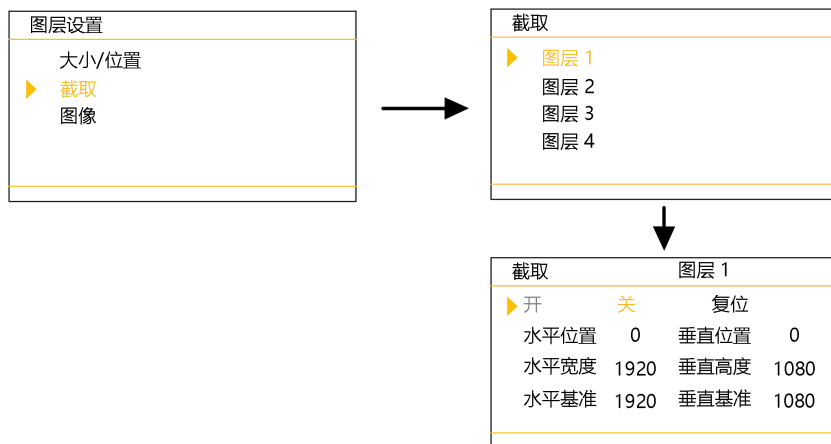 图层设置
大小/位置
截取
图像
截取
图层 1
图层 2
图层 3
图层 4
截取 图层 1
开 关 复位
水平位置 0 垂直位置 0
水平宽度 1920 垂直高度 1080
水平基准 1920 垂直基准 1080